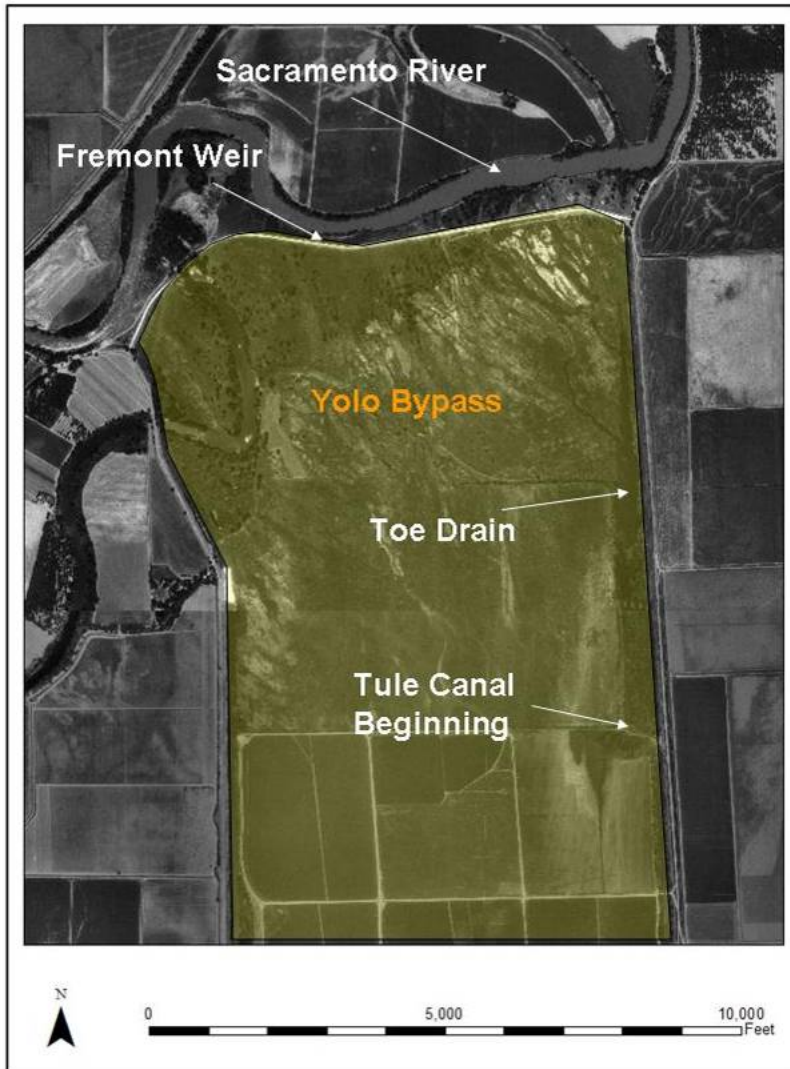 Sacramento River
Fremont Weir
Yolo Bypass
Toe Drain
Tule Canal
Beginning
N
0 5,000 10,000
Feet